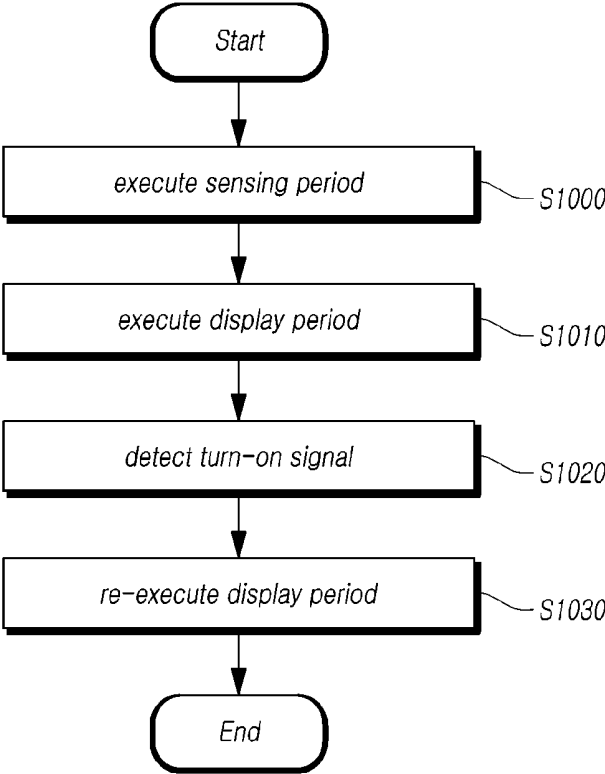 Start
execute sensing period
S1000
execute display period
S1010
detect turn-on signal
S1020
re-execute display period
S1030
End